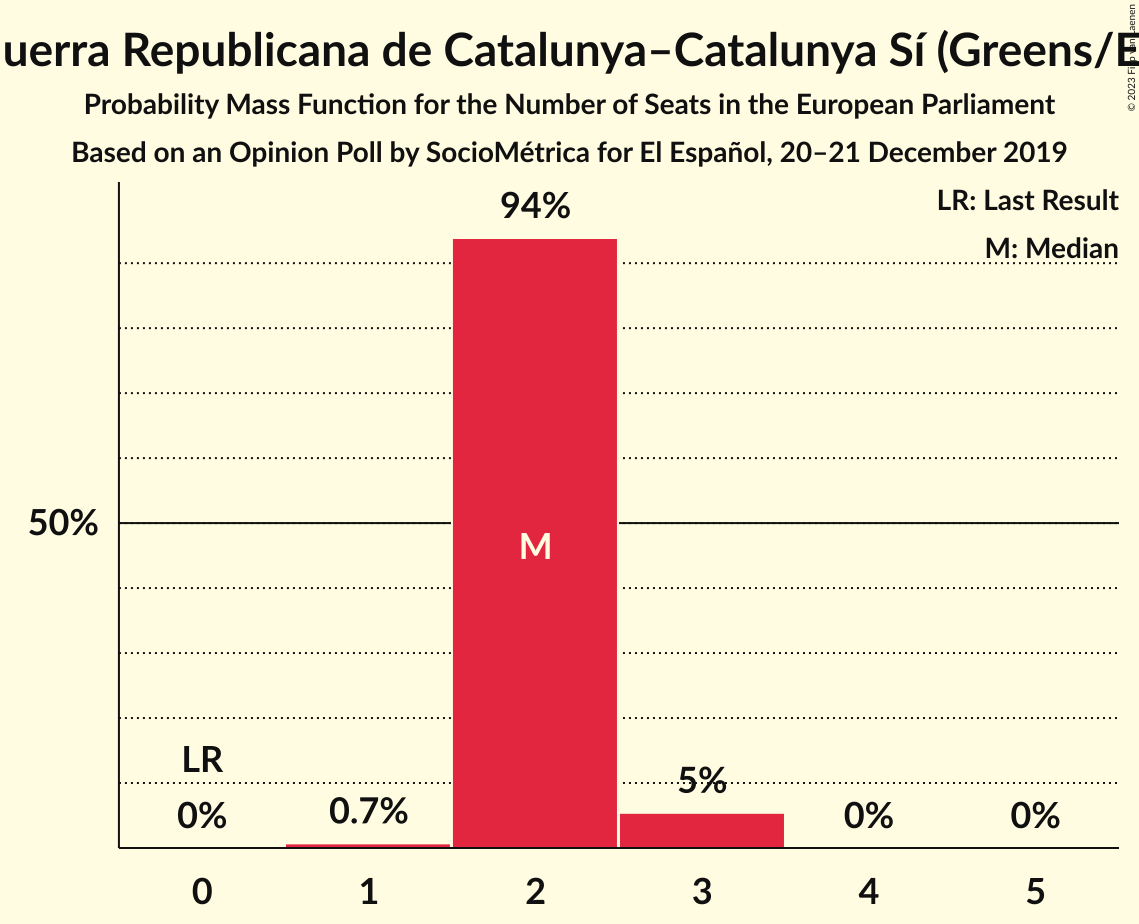 uerra Republicana de Catalunya–Catalunya Sí (Greens/E
Probability Mass Function for the Number of Seats in the European Parliament
Based on an Opinion Poll by SocioMétrica for El Español, 20–21 December 2019
LR: Last Result
M: Median
94%
50%
M
LR
0%
0.7%
5%
0%
0%
0
1
2
3
4
5
© 2023 Filip